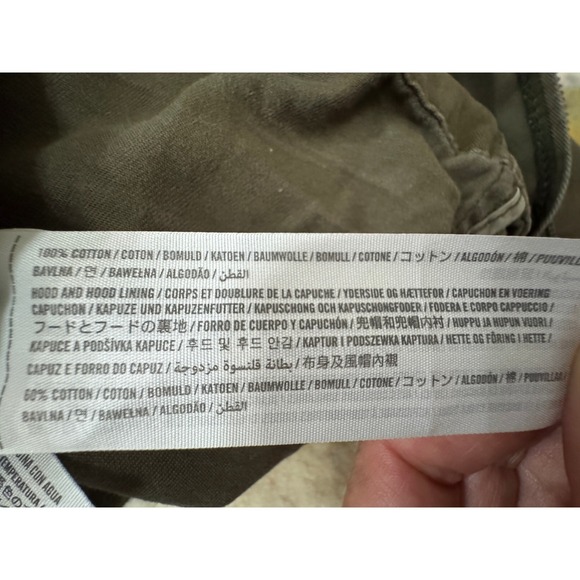 100% COTTON / COTON / BOMULD / KATOEN / BAUMWOLLE / BOMULL / COTONE / コットン / ALGODÓN / 棉 / PUUVILLA
BAVLNA / 면 / BAWEŁNA / ALGODÃO / القطن /
HOOD AND HOOD LINING / CORPS ET DOUBLURE DE LA CAPUCHE / YDERSIDE OG HÆTTEFOR / CAPUCHON EN VOERING
CAPUCHON / KAPUZE UND KAPUZENFUTTER / KAPUSCHONG OCH KAPUSCHONGFODER / FODERA E CORPO CAPPUCCIO /
フードとフードの裏地 / FORRO DE CUERPO Y CAPUCHÓN / 兜帽和兜帽内衬 / HUPPU JA HUPUN VUORI /
KAPUCE A PODŠÍVKA KAPUCE / 후드 및 후드 안감 / KAPTUR I PODSZEWKA KAPTURA / HETTE OG FÔRING I HETTE /
CAPUZ E FORRO DO CAPUZ / بطانة قلنسوة مزدوجة / 布身及風帽內襯
60% COTTON / COTON / BOMULD / KATOEN / BAUMWOLLE / BOMULL / COTONE / コットン / ALGODÓN / 棉 / PUUVILLA
BAVLNA / 면 / BAWEŁNA / ALGODÃO / القطن
CON AGUA
TEMPERATURA /